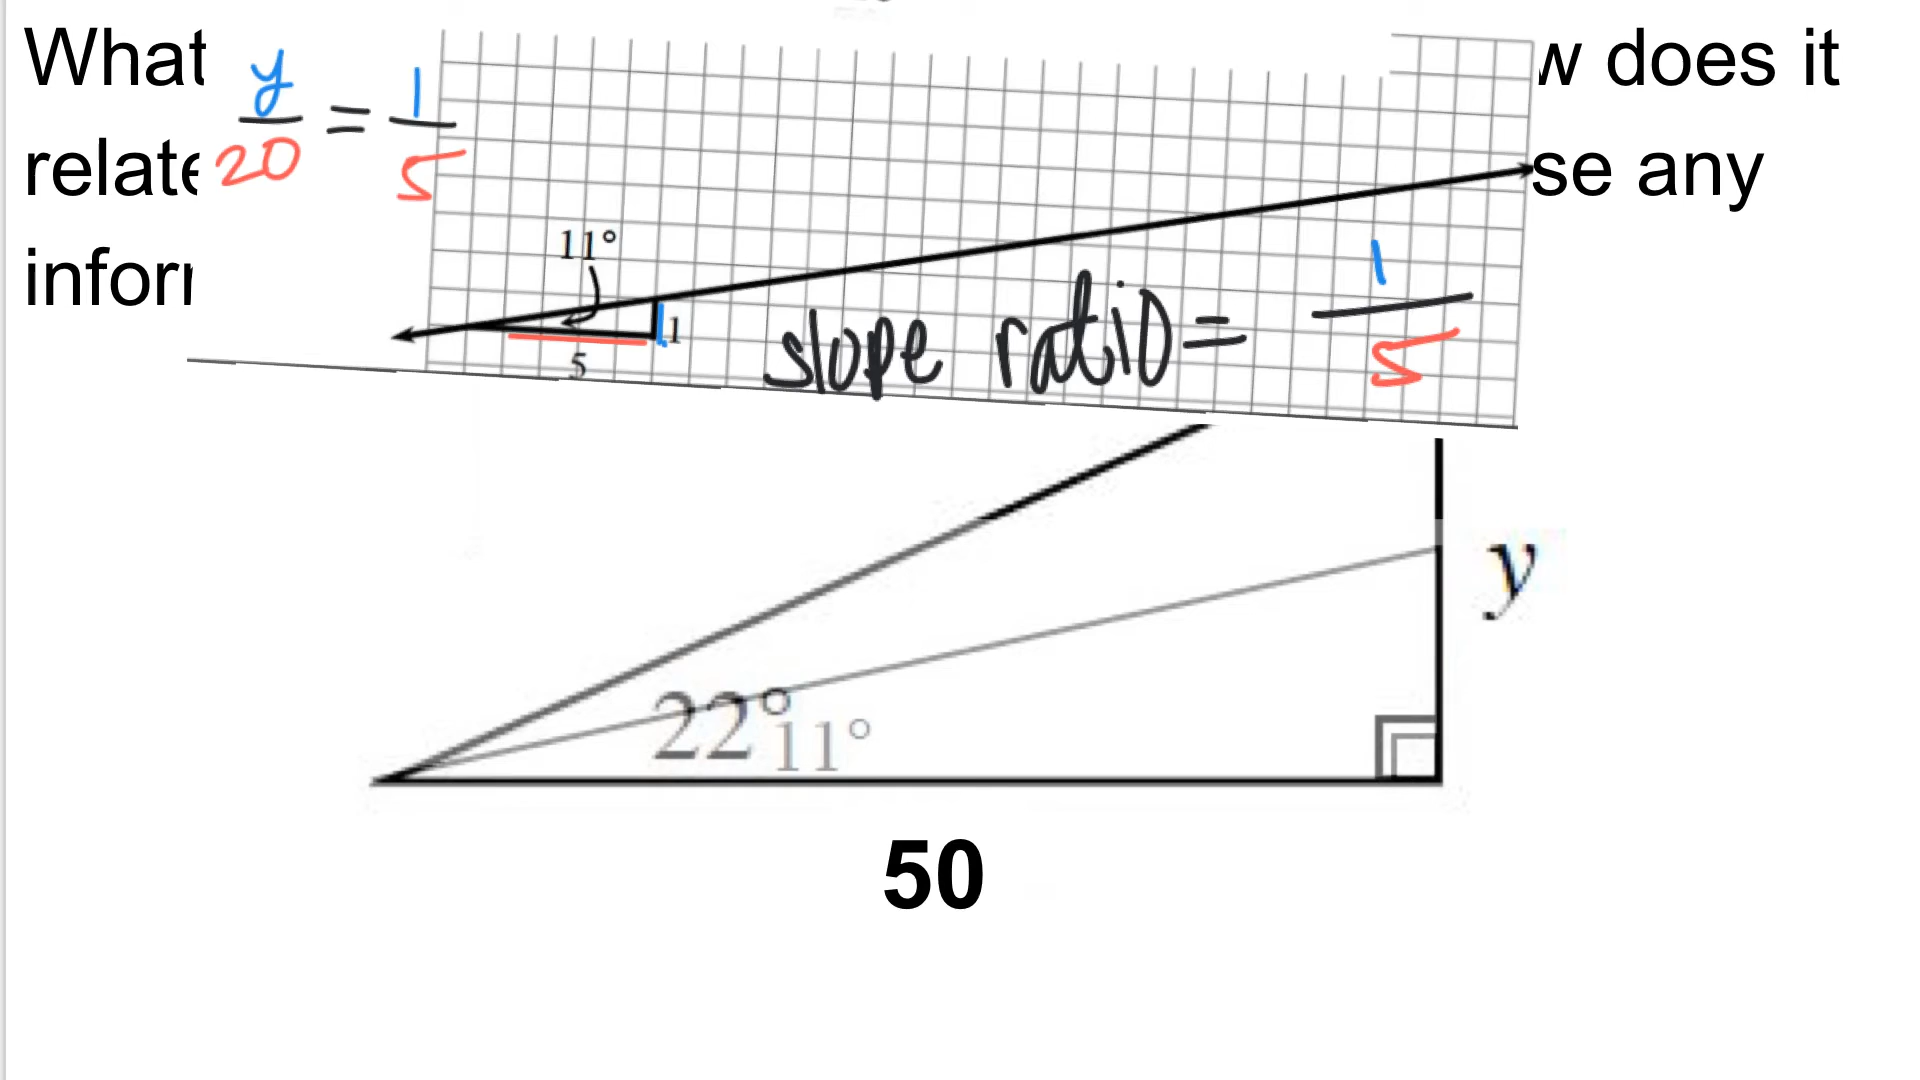 What
w does it
y/20 = 1/5
relate
se any
infor
11°
1
5
slope ratio = 1/5
y
22°
11°
50